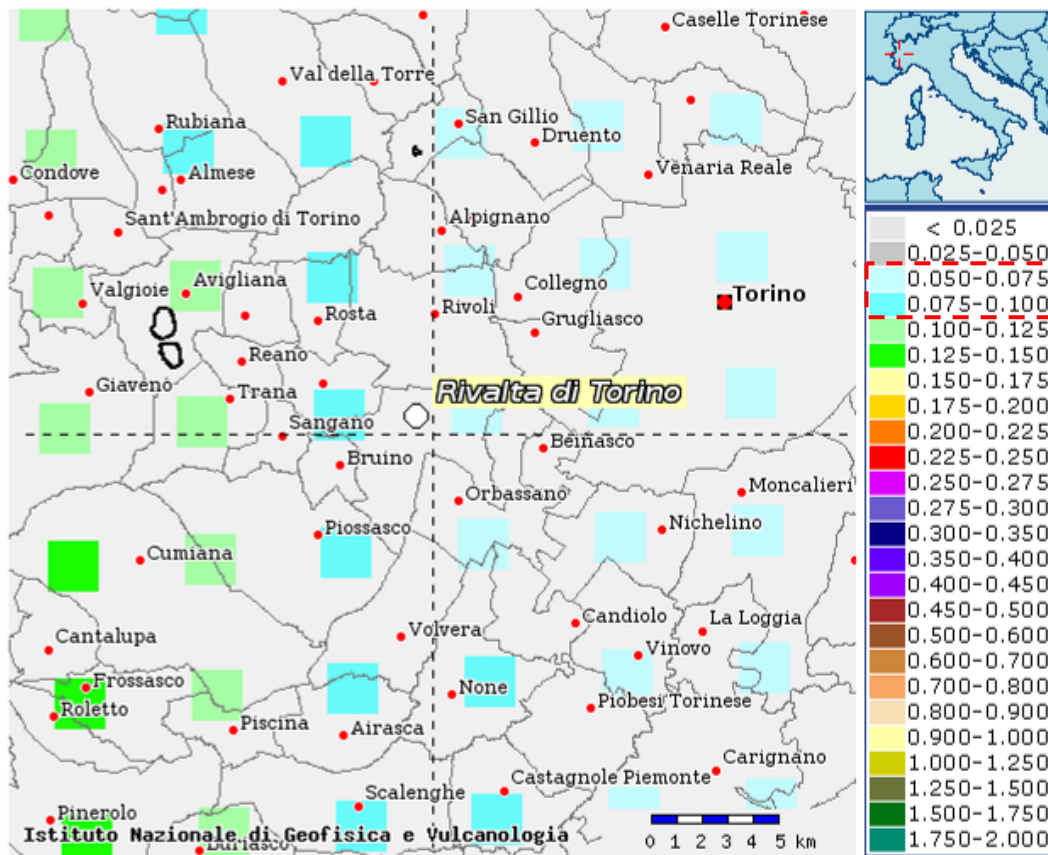 Caselle Torinese
Val della Torre
San Gillio
Rubiana
Druento
Condove
Almese
Venaria Reale
Sant'Ambrogio di Torino
Alpignano
Avigliana
Valgioie
Collegno
Torino
Rosta
Rivoli
Grugliasco
Reano
Giaveno
Trana
Rivalta di Torino
Sangano
Beinasco
Bruino
Moncalieri
Orbassano
Piossasco
Nichelino
Cumiana
Candiolo
La Loggia
Cantalupa
Volvera
Vinovo
Frossasco
None
Roletto
Piobesi Torinese
Piscina
Airasca
Carignano
Castagnole Piemonte
Scalenghe
Pinerolo
Istituto Nazionale di Geofisica e Vulcanologia
Buriasco
0 1 2 3 4 5 km
< 0.025
0.025-0.050
0.050-0.075
0.075-0.100
0.100-0.125
0.125-0.150
0.150-0.175
0.175-0.200
0.200-0.225
0.225-0.250
0.250-0.275
0.275-0.300
0.300-0.350
0.350-0.400
0.400-0.450
0.450-0.500
0.500-0.600
0.600-0.700
0.700-0.800
0.800-0.900
0.900-1.000
1.000-1.250
1.250-1.500
1.500-1.750
1.750-2.000